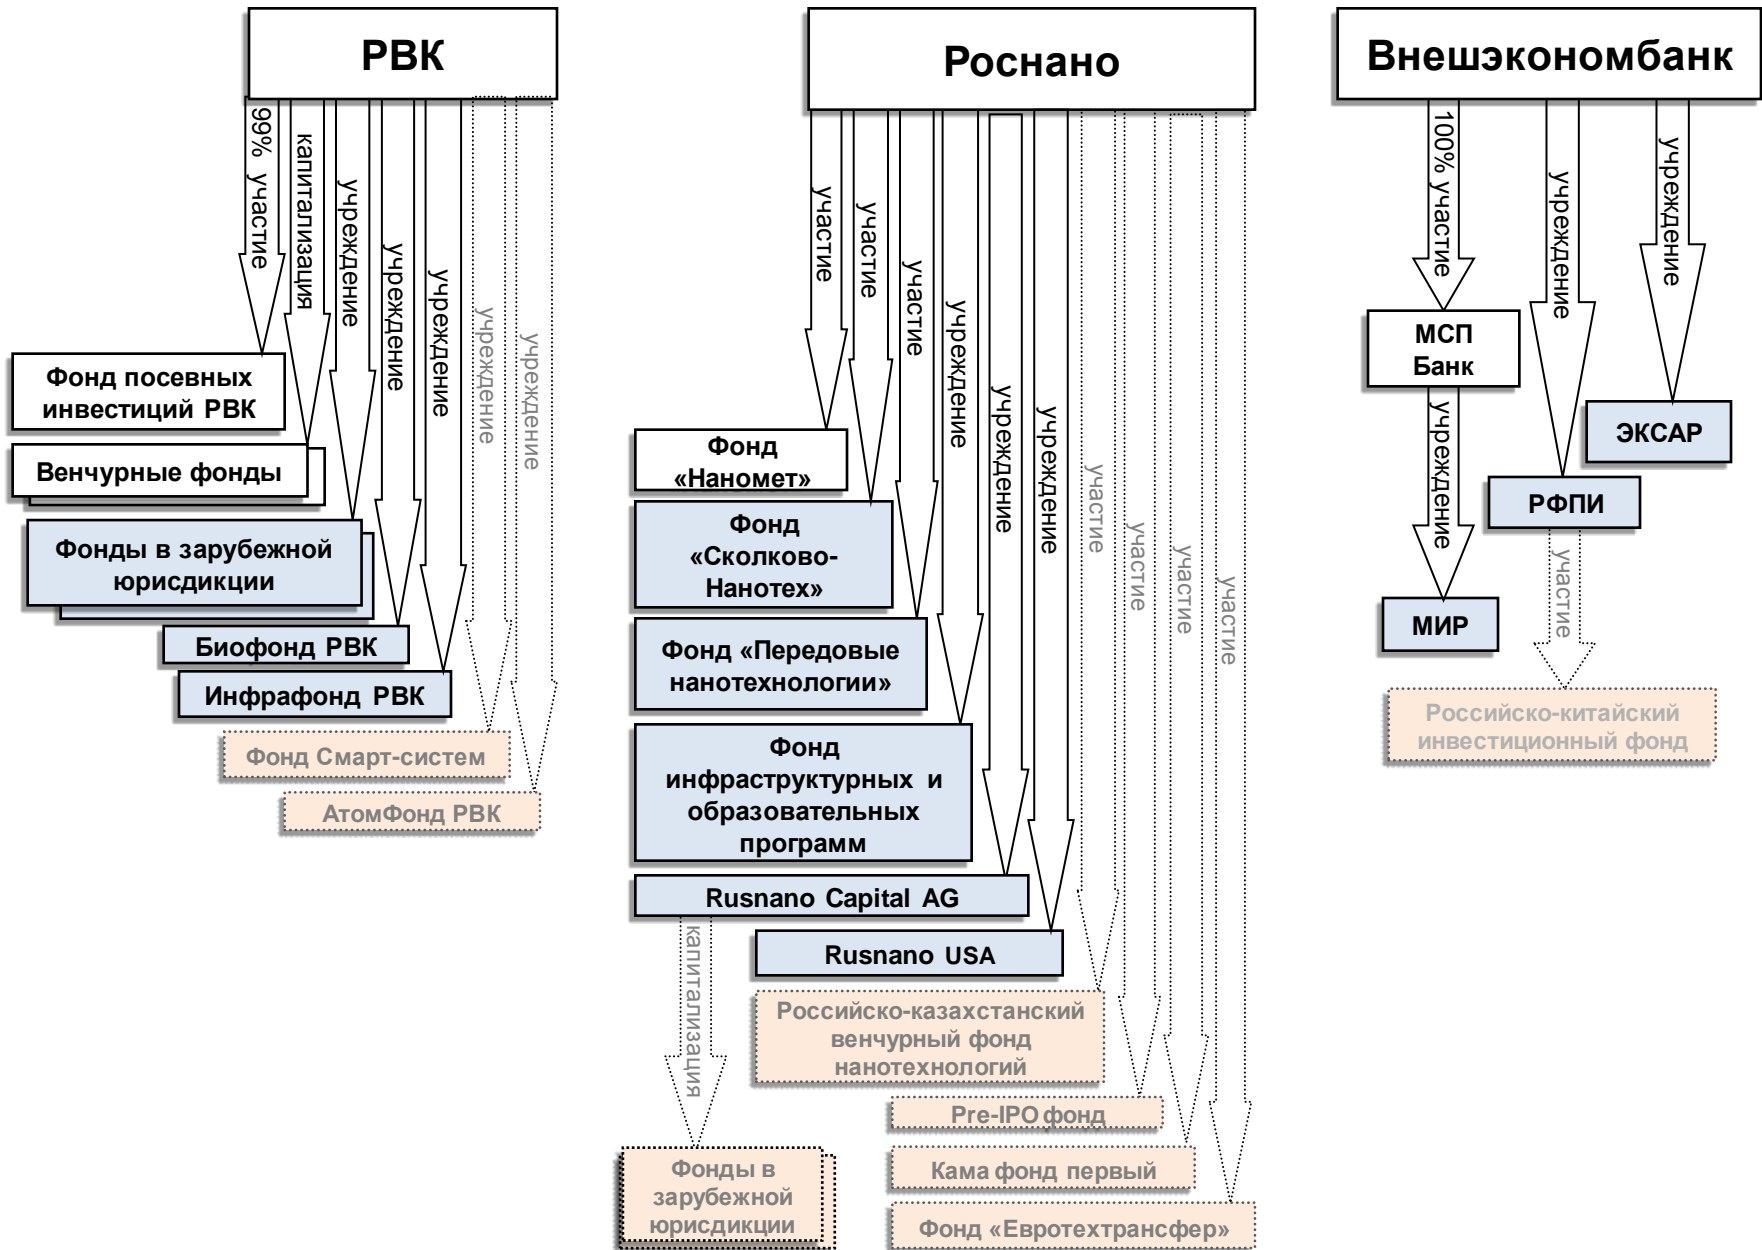 РВК
99% участие
капитализация
учреждение
учреждение
учреждение
учреждение
учреждение
Фонд посевных
инвестиций РВК
Венчурные фонды
Фонды в зарубежной
юрисдикции
Биофонд РВК
Инфрафонд РВК
Фонд Смарт-систем
АтомФонд РВК
Роснано
участие
участие
участие
учреждение
учреждение
учреждение
участие
участие
участие
участие
Фонд
«Наномет»
Фонд
«Сколково-
Нанотех»
Фонд «Передовые
нанотехнологии»
Фонд
инфраструктурных и
образовательных
программ
Rusnano Capital AG
капитализация
Rusnano USA
Российско-казахстанский
венчурный фонд
нанотехнологий
Pre-IPO фонд
Кама фонд первый
Фонды в
зарубежной
юрисдикции
Фонд «Евротехтрансфер»
Внешэкономбанк
100% участие
учреждение
учреждение
МСП
Банк
учреждение
ЭКСАР
РФПИ
участие
МИР
Российско-китайский
инвестиционный фонд